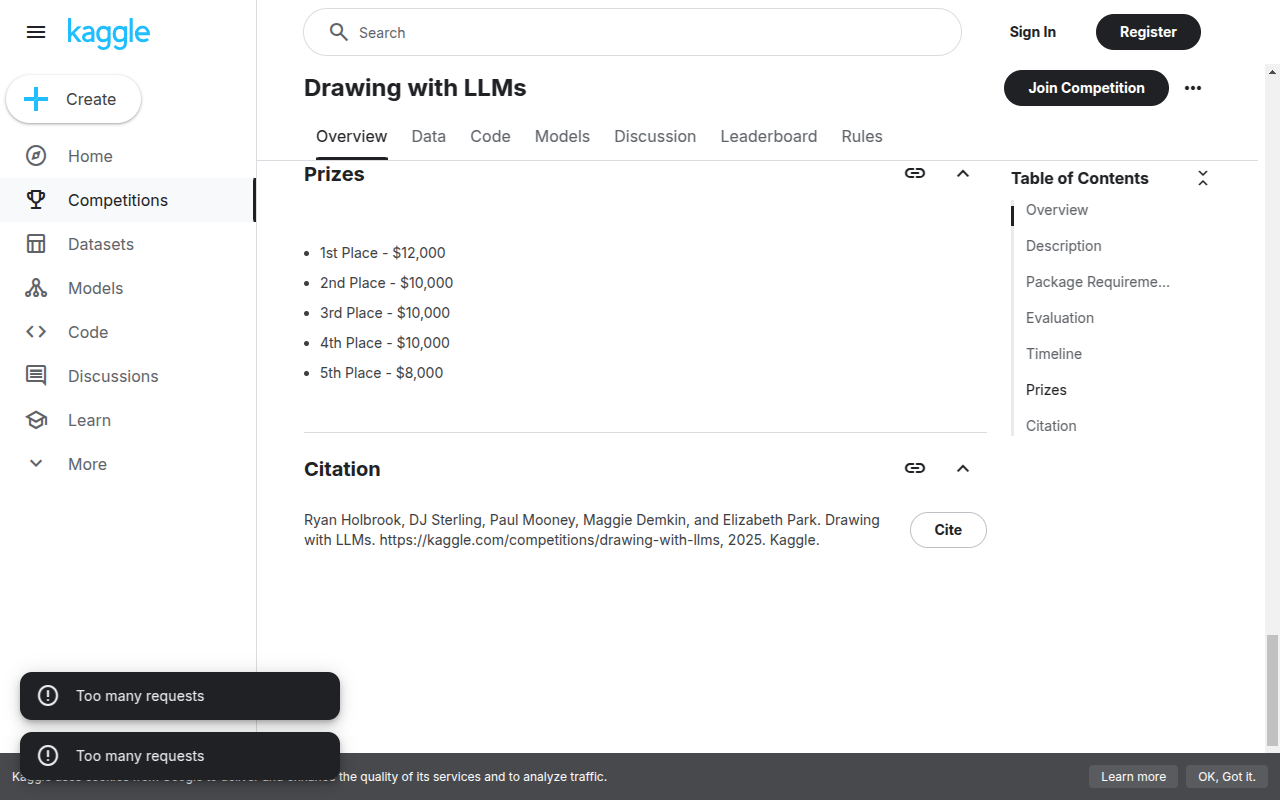 kaggle
Search
Sign In
Register
Create
Home
Competitions
Datasets
Models
Code
Discussions
Learn
More
Drawing with LLMs
Join Competition
Overview
Data
Code
Models
Discussion
Leaderboard
Rules
Prizes
1st Place - $12,000
2nd Place - $10,000
3rd Place - $10,000
4th Place - $10,000
5th Place - $8,000
Citation
Ryan Holbrook, DJ Sterling, Paul Mooney, Maggie Demkin, and Elizabeth Park. Drawing
with LLMs. https://kaggle.com/competitions/drawing-with-llms, 2025. Kaggle.
Cite
Table of Contents
Overview
Description
Package Requireme...
Evaluation
Timeline
Prizes
Citation
Too many requests
Too many requests
the quality of its services and to analyze traffic.
Learn more
OK, Got it.